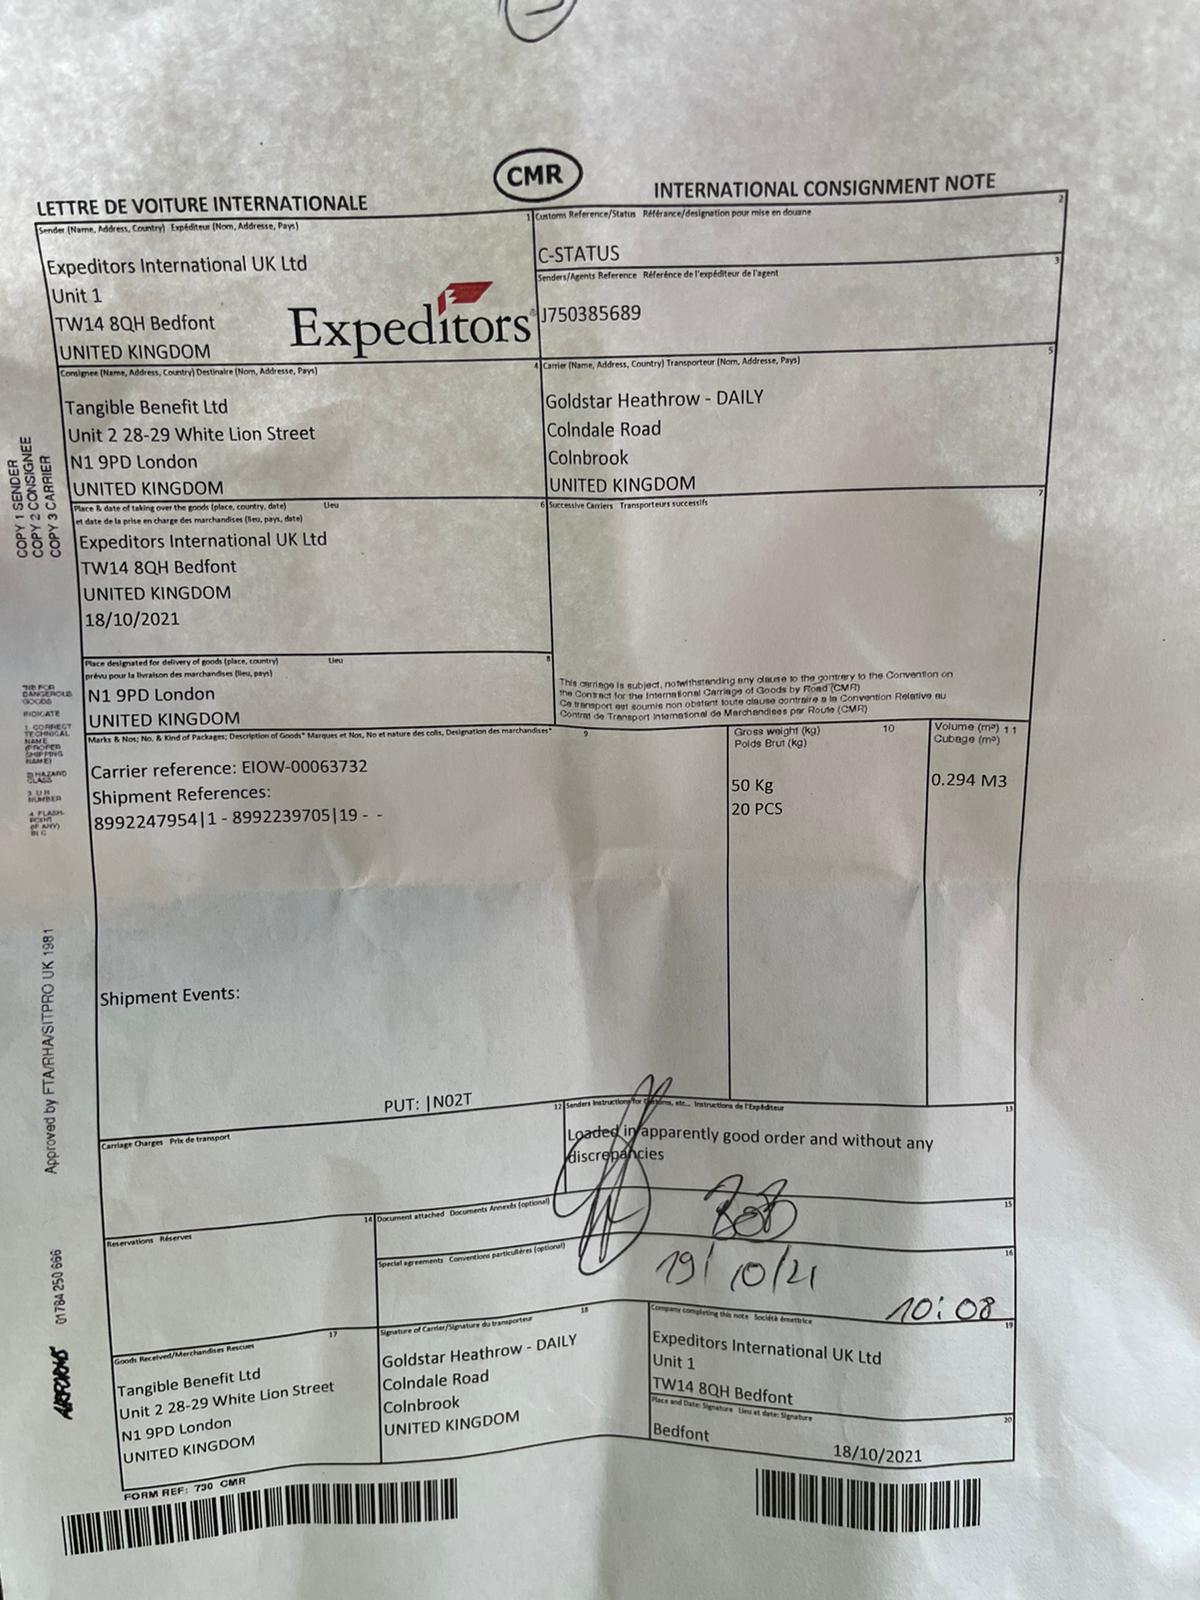 CMR
LETTRE DE VOITURE INTERNATIONALE
INTERNATIONAL CONSIGNMENT NOTE
Sender (Name, Address, Country) Expéditeur (Nom, Addresse, Pays) 1
Expeditors International UK Ltd
Unit 1
TW14 8QH Bedfont
UNITED KINGDOM
Expeditors
Customs Reference/Status Référance/designation pour mise en douane 2
C-STATUS
Senders/Agents Reference Référènce de l'expéditeur de l'agent 3
J750385689
Consignee (Name, Address, Country) Destinaire (Nom, Addresse, Pays) 4
Tangible Benefit Ltd
Unit 2 28-29 White Lion Street
N1 9PD London
UNITED KINGDOM
Carrier (Name, Address, Country) Transporteur (Nom, Addresse, Pays) 5
Goldstar Heathrow - DAILY
Colndale Road
Colnbrook
UNITED KINGDOM
Place & date of taking over the goods (place, country, date) Lieu 6
et date de la prise en charge des marchandises (lieu, pays, date)
Expeditors International UK Ltd
TW14 8QH Bedfont
UNITED KINGDOM
18/10/2021
Successive Carriers Transporteurs successifs 7
Place designated for delivery of goods (place, country) Lieu 8
prévu pour la livraison des marchandises (lieu, pays)
N1 9PD London
UNITED KINGDOM
This carriage is subject, notwithstanding any clause to the gontrery to the Convention on
the Contract for the International Carriage of Goods by Road (CMR)
Ce transport est soumis non obstant toute clause contraire a la Convention Relative au
Contrat de Transport International de Marchandises par Route (CMR)
Marks & Nos; No. & Kind of Packages; Description of Goods* Marques et Nos, No et nature des colis, Designation des marchandises* 9
Gross weight (kg) 10
Poids Brut (kg)
Volume (m³) 11
Cubage (m³)
Carrier reference: EIOW-00063732
Shipment References:
8992247954|1 - 8992239705|19 - -
50 Kg
20 PCS
0.294 M3
Shipment Events:
PUT: |N02T
Carriage Charges Prix de transport 12
Senders Instructions for Customs, etc... Instructions de l'Expéditeur 13
Loaded in apparently good order and without any
discrepancies
Reservations Réserves 14
Document attached Documents Annexés (optional) 15
BOB
Special agreements Conventions particulières (optional) 16
19/10/21
10:08
Goods Received/Merchandises Rescues 17
Tangible Benefit Ltd
Unit 2 28-29 White Lion Street
N1 9PD London
UNITED KINGDOM
Signature of Carrier/Signature du transporteur 18
Goldstar Heathrow - DAILY
Colndale Road
Colnbrook
UNITED KINGDOM
Company completing this note Société émettrice 19
Expeditors International UK Ltd
Unit 1
TW14 8QH Bedfont
Place and Date: Signature Lieu et date: Signature 20
Bedfont
18/10/2021
FORM REF: 730 CMR
COPY 1 SENDER
COPY 2 CONSIGNEE
COPY 3 CARRIER
FOR
DANGEROUS
GOODS
INDICATE
1 CORRECT
TECHNICAL
NAME
(PROPER
SHIPPING
NAME)
2) HAZARD
CLASS
3. U N
NUMBER
4. FLASH-
POINT
(IF ANY)
IN C
Approved by FTA/RHA/SITPRO UK 1981
01784 250 666
AIRFORMS